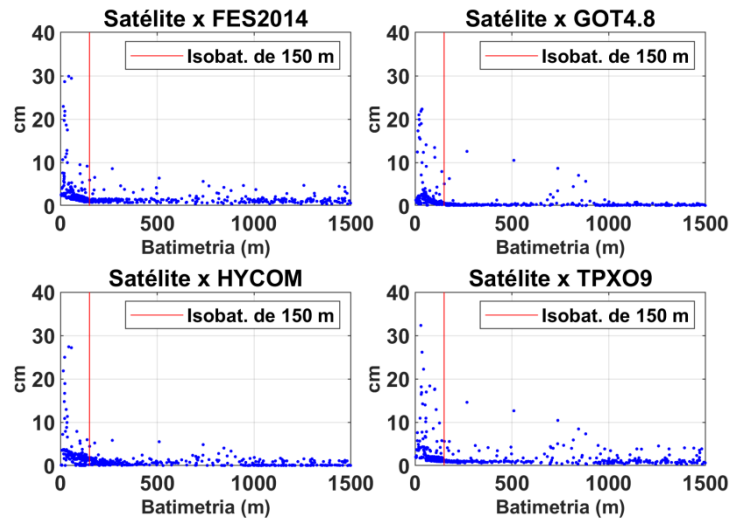 Satélite x FES2014
40
30
20
10
0
cm
Isobat. de 150 m
0 500 1000 1500
Batimetria (m)
Satélite x GOT4.8
40
30
20
10
0
cm
Isobat. de 150 m
0 500 1000 1500
Batimetria (m)
Satélite x HYCOM
40
30
20
10
0
cm
Isobat. de 150 m
0 500 1000 1500
Batimetria (m)
Satélite x TPXO9
40
30
20
10
0
cm
Isobat. de 150 m
0 500 1000 1500
Batimetria (m)